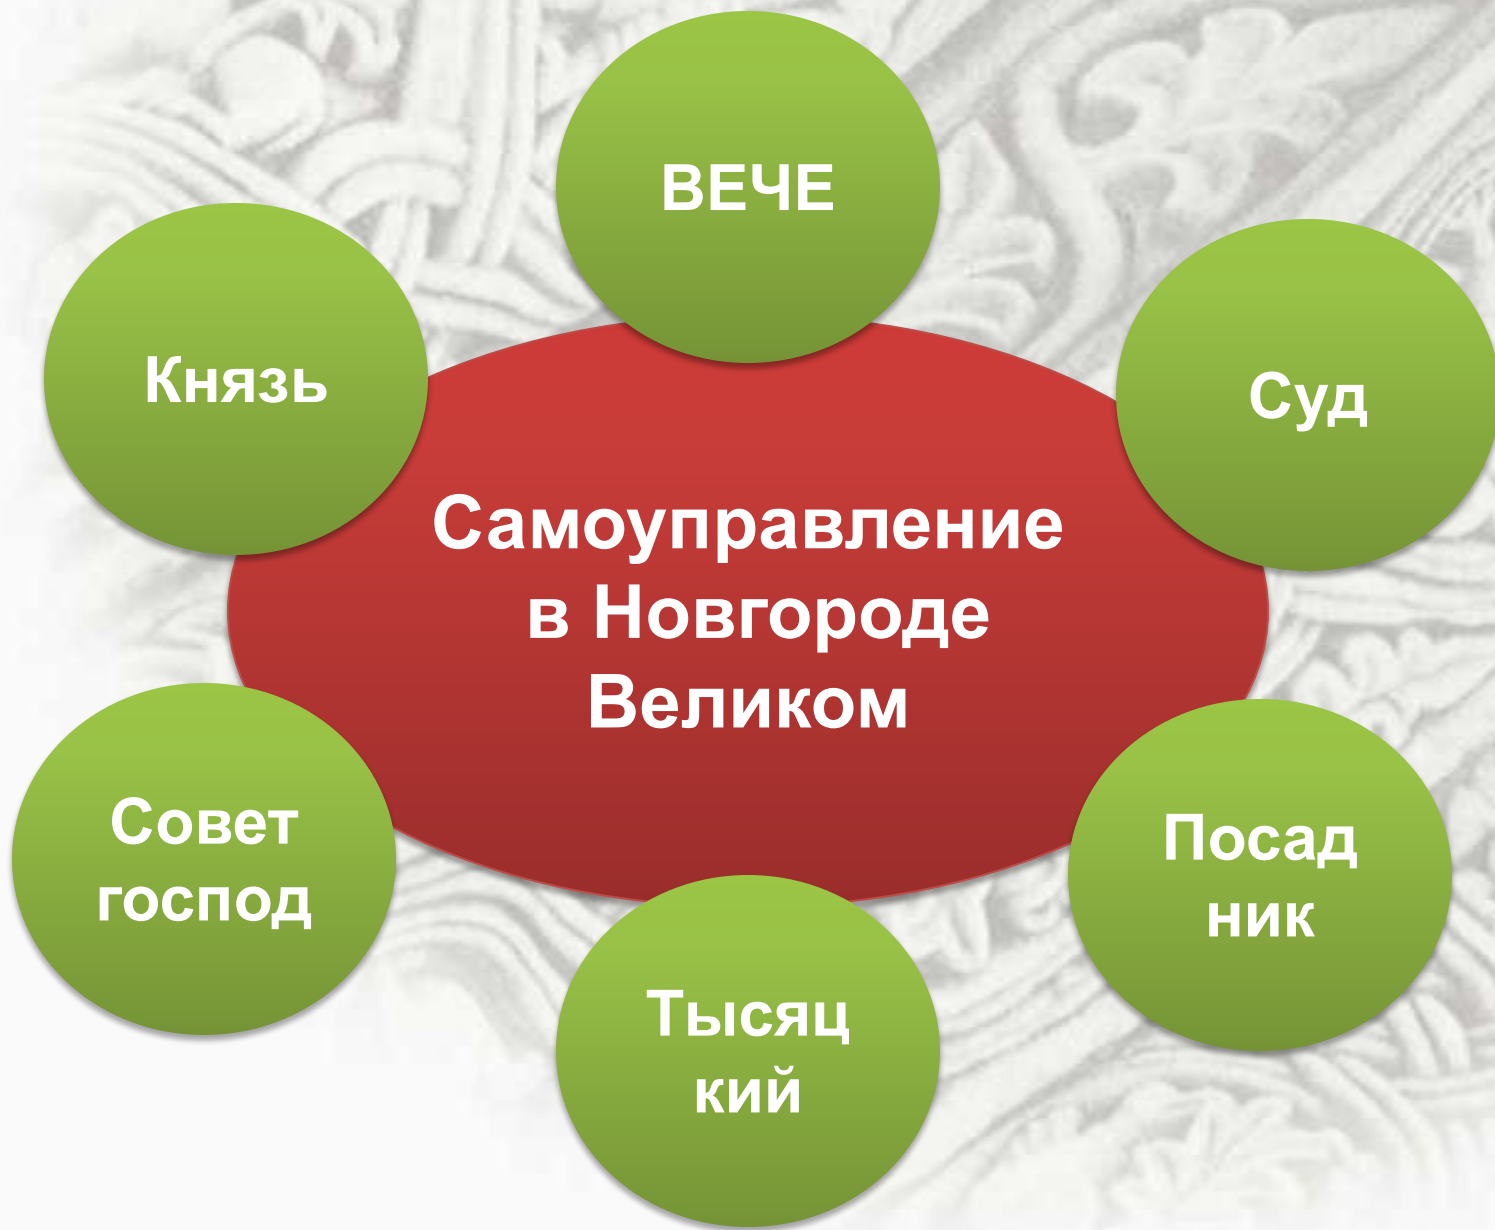 ВЕЧЕ
Князь
Суд
Самоуправление
в Новгороде
Великом
Совет
господ
Посад
ник
Тысяц
кий